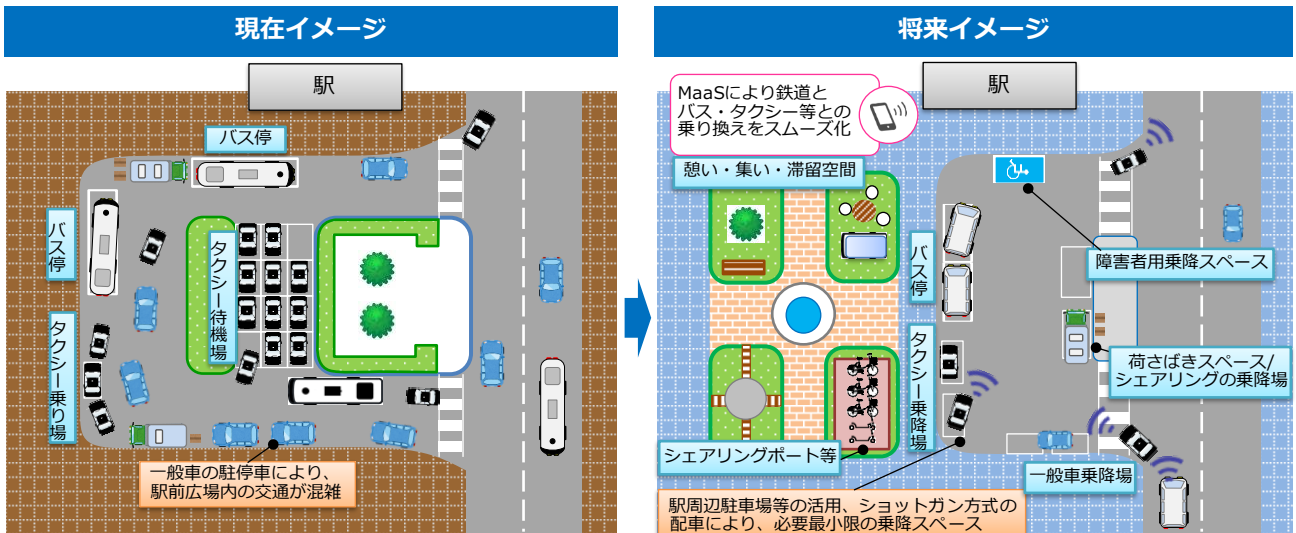 現在イメージ
駅
バス停
バス停
タクシー待機場
タクシー乗り場
一般車の駐停車により、
駅前広場内の交通が混雑
将来イメージ
駅
MaaSにより鉄道と
バス・タクシー等との
乗り換えをスムーズ化
憩い・集い・滞留空間
バス停
障害者用乗降スペース
タクシー乗降場
荷さばきスペース/
シェアリングの乗降場
シェアリングポート等
一般車乗降場
駅周辺駐車場等の活用、ショットガン方式の
配車により、必要最小限の乗降スペース